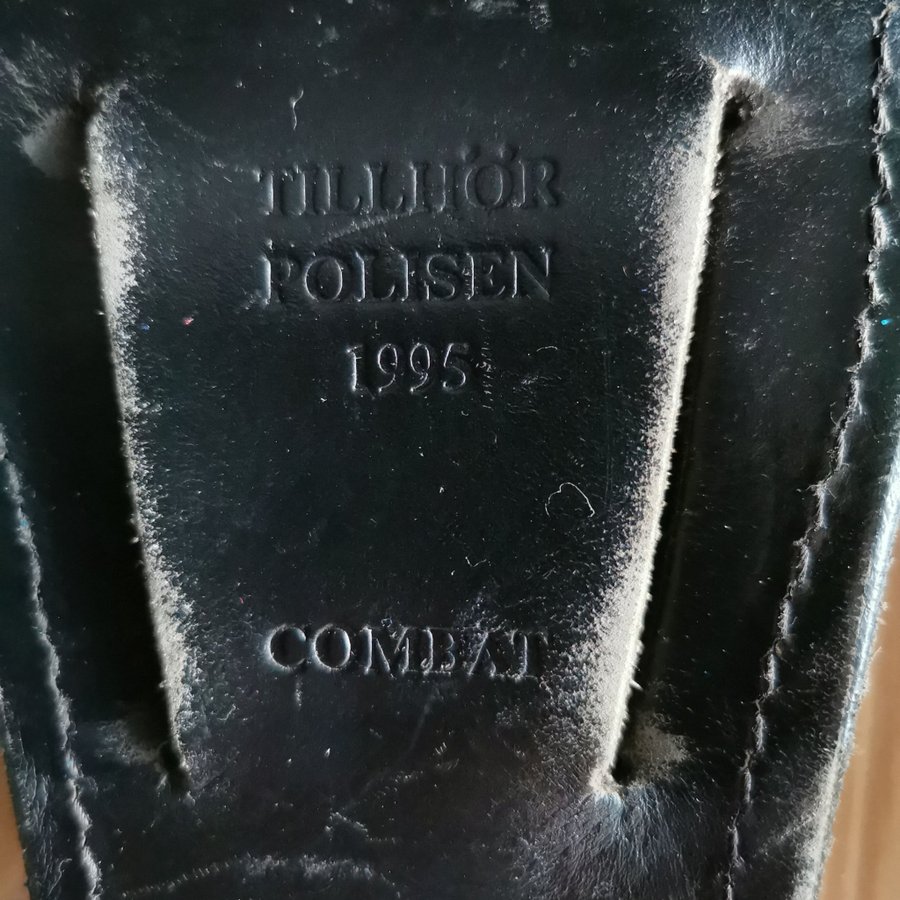 TILLHÖR
POLISEN
1995
COMBAT